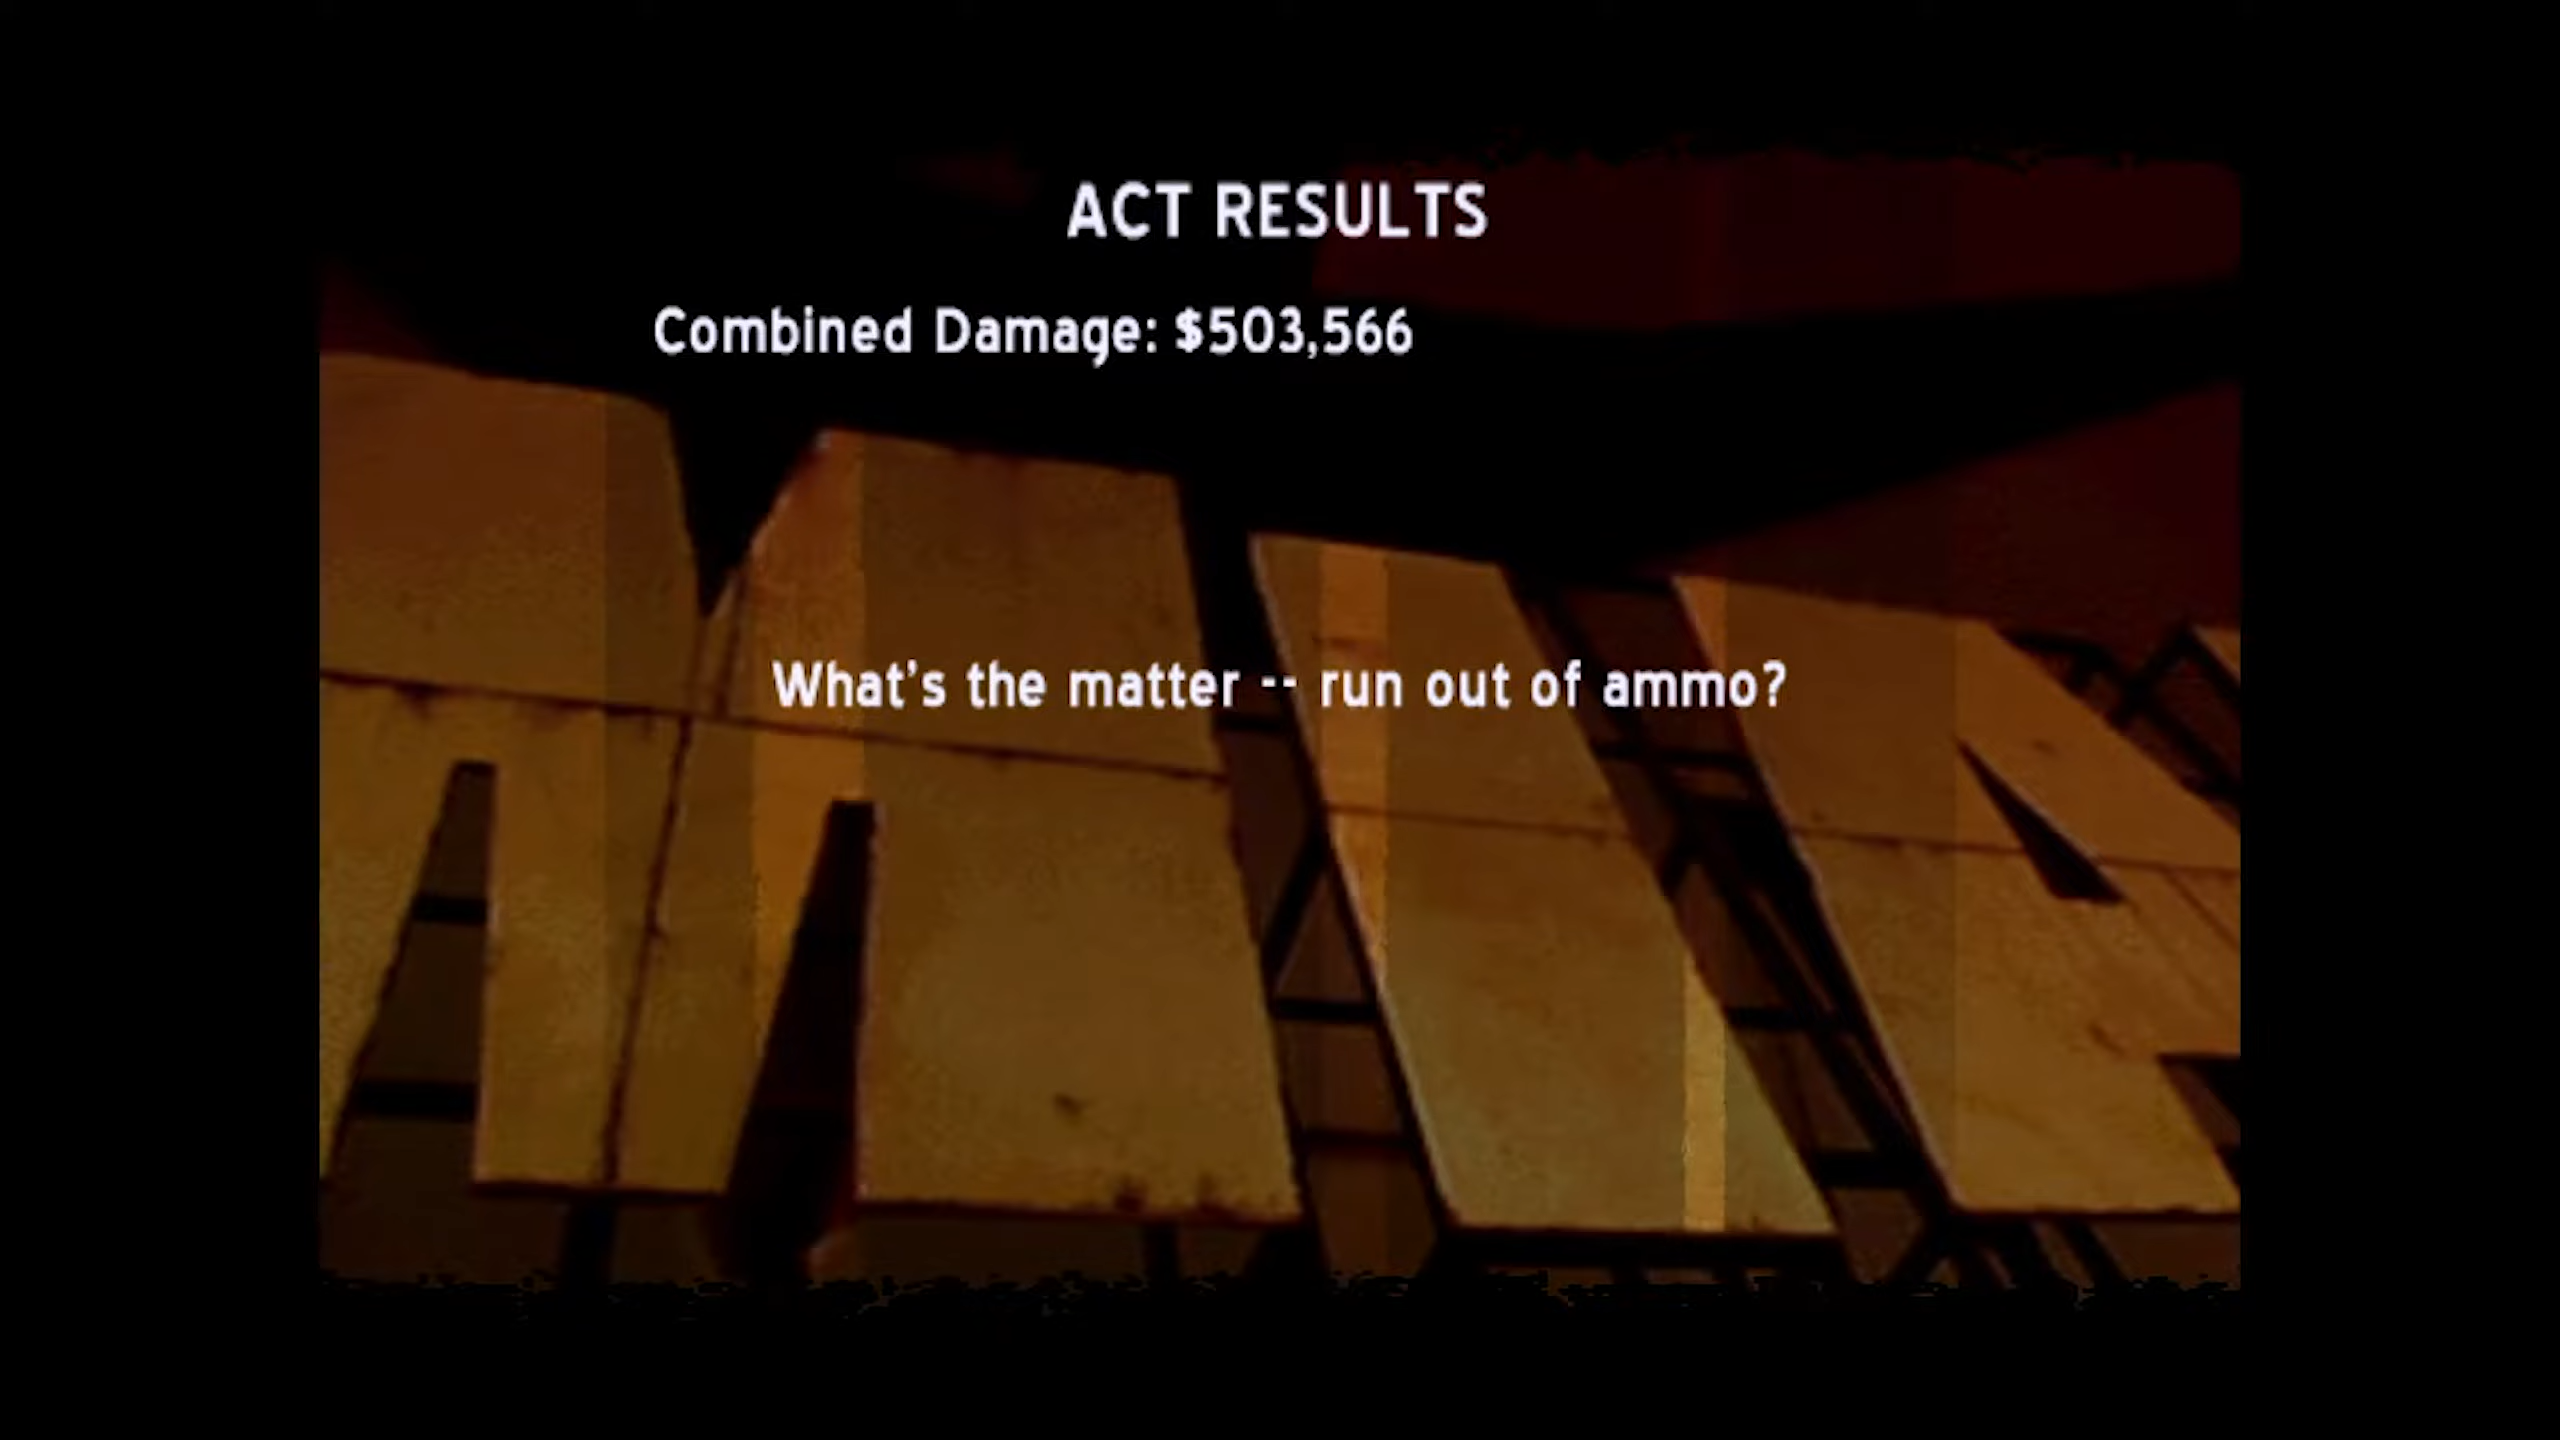 ACT RESULTS
Combined Damage: $503,566
What's the matter -- run out of ammo?